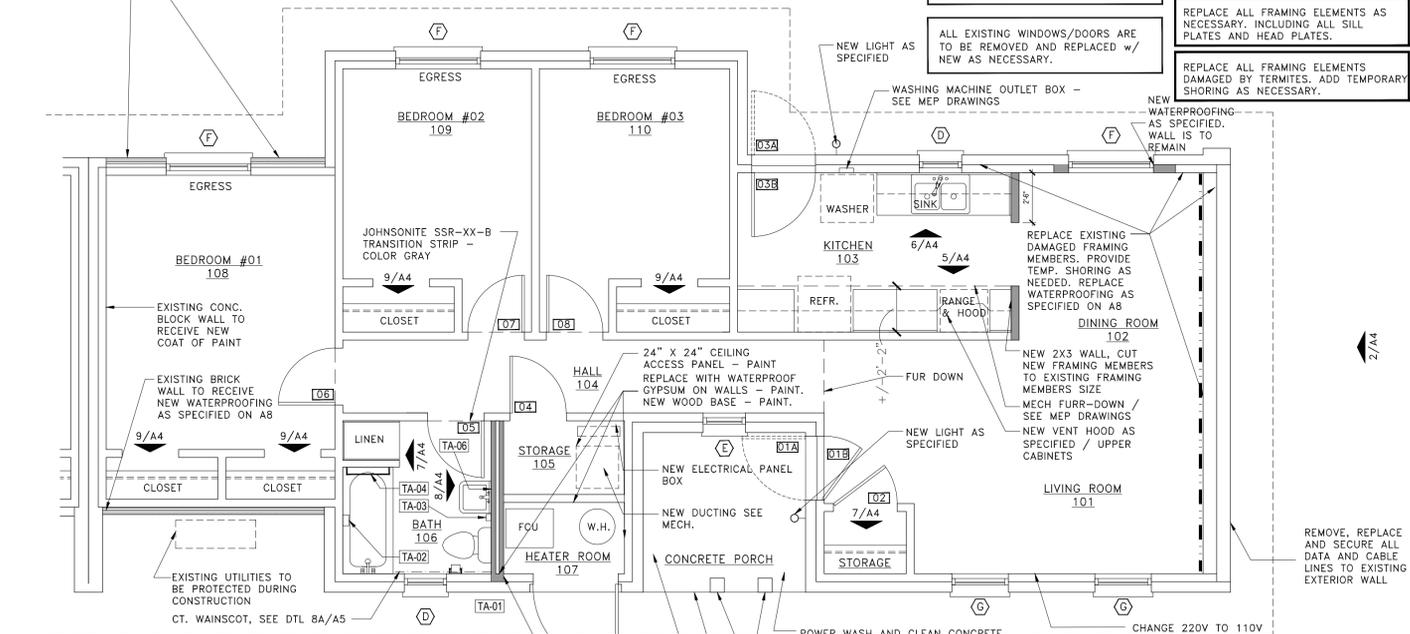 REPLACE ALL FRAMING ELEMENTS AS
NECESSARY. INCLUDING ALL SILL
PLATES AND HEAD PLATES.
ALL EXISTING WINDOWS/DOORS ARE
TO BE REMOVED AND REPLACED w/
NEW AS NECESSARY.
REPLACE ALL FRAMING ELEMENTS
DAMAGED BY TERMITES. ADD TEMPORARY
SHORING AS NECESSARY.
F
F
NEW LIGHT AS
SPECIFIED
WASHING MACHINE OUTLET BOX –
SEE MEP DRAWINGS
NEW
WATERPROOFING
AS SPECIFIED.
WALL IS TO
REMAIN
EGRESS
EGRESS
BEDROOM #02
109
BEDROOM #03
110
F
D
F
03A
03B
EGRESS
WASHER
SINK
2'6"
JOHNSONITE SSR-XX-B
TRANSITION STRIP –
COLOR GRAY
KITCHEN
103
6/A4
5/A4
REPLACE EXISTING
DAMAGED FRAMING
MEMBERS. PROVIDE
TEMP. SHORING AS
NEEDED. REPLACE
WATERPROOFING AS
SPECIFIED ON A8
BEDROOM #01
108
9/A4
9/A4
CLOSET
CLOSET
07
08
REFR.
RANGE
& HOOD
DINING ROOM
102
2/A4
EXISTING CONC.
BLOCK WALL TO
RECEIVE NEW
COAT OF PAINT
24" X 24" CEILING
ACCESS PANEL – PAINT
REPLACE WITH WATERPROOF
GYPSUM ON WALLS – PAINT.
NEW WOOD BASE – PAINT.
HALL
104
+/- 2'-2"
FUR DOWN
NEW 2X3 WALL, CUT
NEW FRAMING MEMBERS
TO EXISTING FRAMING
MEMBERS SIZE
MECH FURR-DOWN /
SEE MEP DRAWINGS
NEW VENT HOOD AS
SPECIFIED / UPPER
CABINETS
EXISTING BRICK
WALL TO RECEIVE
NEW WATERPROOFING
AS SPECIFIED ON A8
06
04
05
9/A4
9/A4
CLOSET
CLOSET
LINEN
7/A4
TA-06
8/A4
STORAGE
105
E
01A
01B
NEW LIGHT AS
SPECIFIED
NEW ELECTRICAL PANEL
BOX
TA-04
TA-03
BATH
106
TA-02
NEW DUCTING SEE
MECH.
02
7/A4
LIVING ROOM
101
FCU
W.H.
HEATER ROOM
107
CONCRETE PORCH
STORAGE
REMOVE, REPLACE
AND SECURE ALL
DATA AND CABLE
LINES TO EXISTING
EXTERIOR WALL
EXISTING UTILITIES TO
BE PROTECTED DURING
CONSTRUCTION
CT. WAINSCOT, SEE DTL 8A/A5
D
TA-01
G
G
POWER WASH AND CLEAN CONCRETE
CHANGE 220V TO 110V